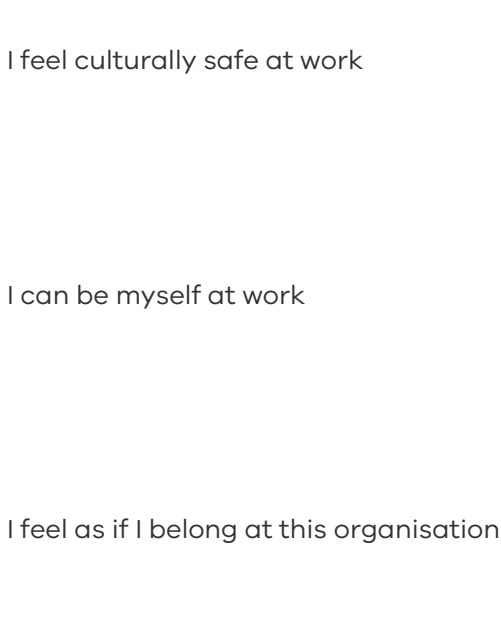 I feel culturally safe at work
I can be myself at work
I feel as if I belong at this organisation